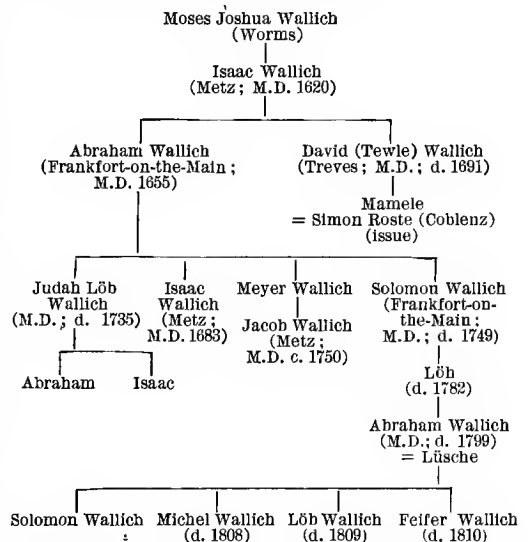 Moses Joshua Wallich
(Worms)
Isaac Wallich
(Metz; M.D. 1620)
Abraham Wallich
(Frankfort-on-the-Main;
M.D. 1655)
David (Tewle) Wallich
(Treves; M.D.; d. 1691)
Mamele
= Simon Roste (Coblenz)
(issue)
Judah Löb
Wallich
(M.D.; d. 1735)
Isaac
Wallich
(Metz;
M.D. 1683)
Meyer Wallich
Jacob Wallich
(Metz;
M.D. c. 1750)
Solomon Wallich
(Frankfort-on-
the-Main;
M.D.; d. 1749)
Abraham
Isaac
Löb
(d. 1782)
Abraham Wallich
(M.D.; d. 1799)
= Lüsche
Solomon Wallich
Michel Wallich
(d. 1808)
Löb Wallich
(d. 1809)
Feifer Wallich
(d. 1810)